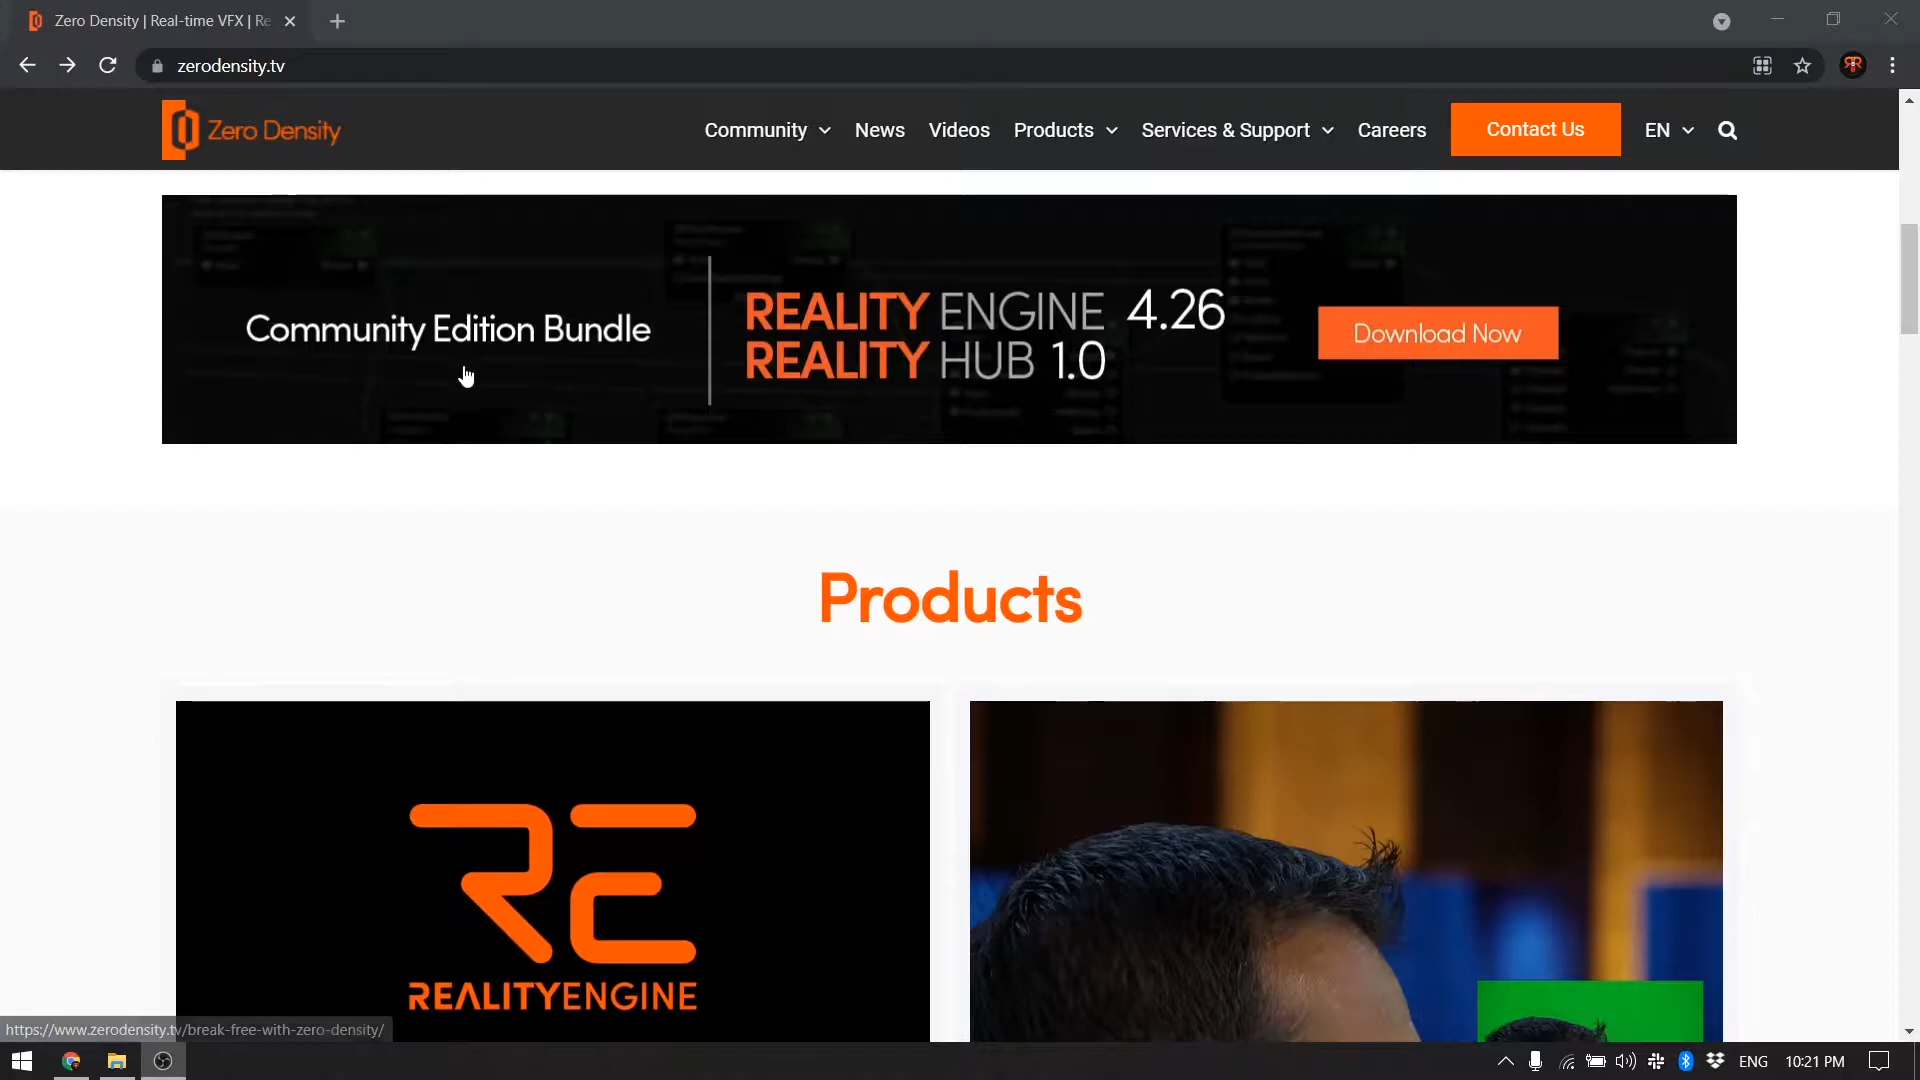 Zero Density | Real-time VFX | Re
zerodensity.tv
Zero Density
Community
News
Videos
Products
Services & Support
Careers
Contact Us
EN
Community Edition Bundle
REALITY ENGINE 4.26
REALITY HUB 1.0
Download Now
Products
REALITYENGINE
https://www.zerodensity.tv/break-free-with-zero-density/
ENG
10:21 PM